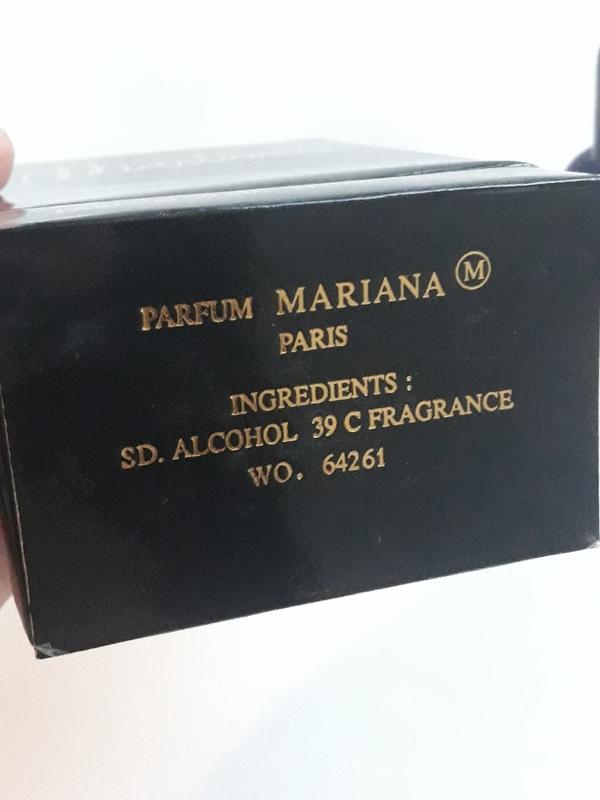 PARFUM MARIANA Ⓜ
PARIS
INGREDIENTS :
SD. ALCOHOL 39 C FRAGRANCE
WO. 64261